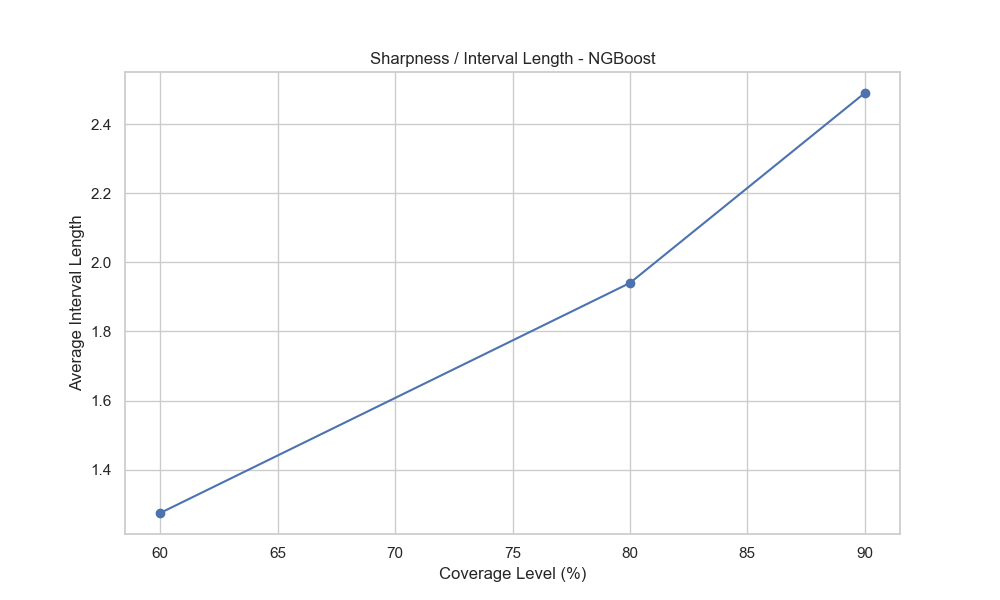 Sharpness / Interval Length - NGBoost
Average Interval Length
2.4
2.2
2.0
1.8
1.6
1.4
60 65 70 75 80 85 90
Coverage Level (%)